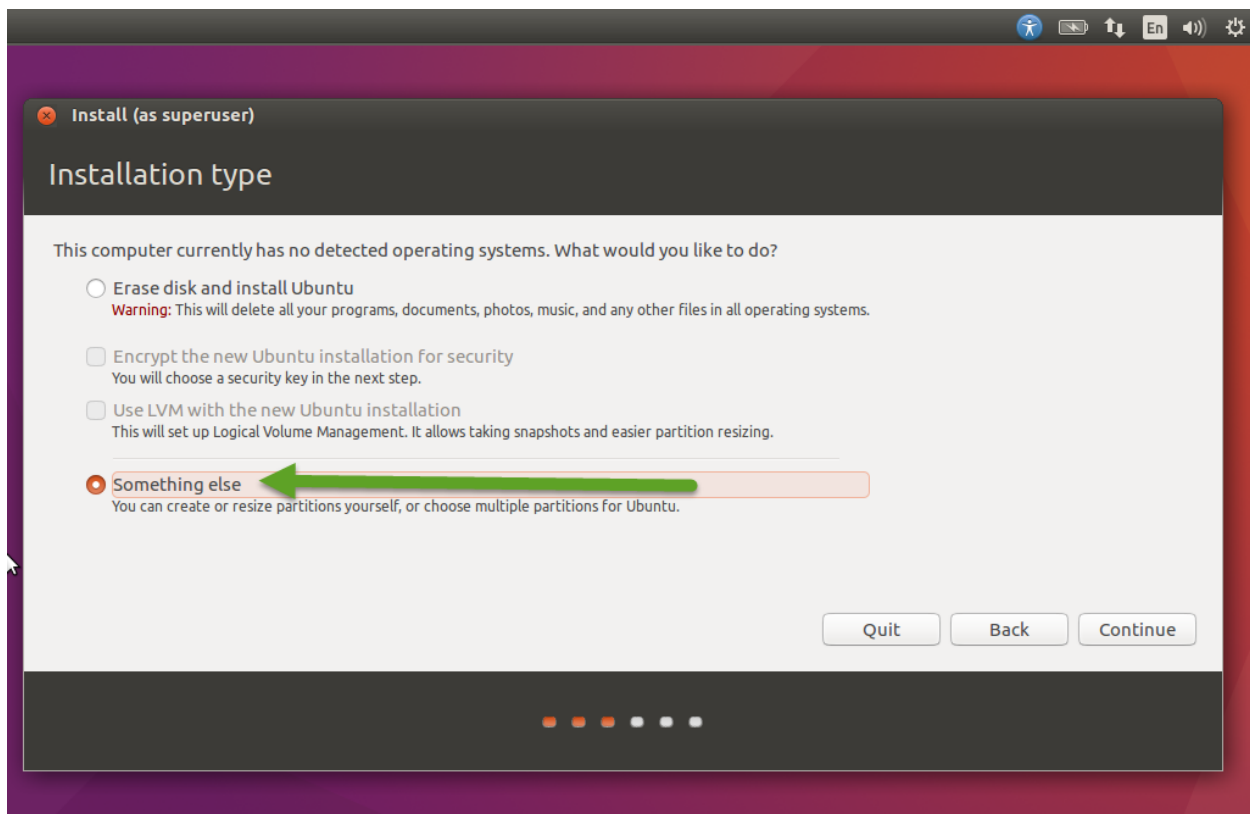 En
Install (as superuser)
Installation type
This computer currently has no detected operating systems. What would you like to do?
Erase disk and install Ubuntu
Warning: This will delete all your programs, documents, photos, music, and any other files in all operating systems.
Encrypt the new Ubuntu installation for security
You will choose a security key in the next step.
Use LVM with the new Ubuntu installation
This will set up Logical Volume Management. It allows taking snapshots and easier partition resizing.
Something else
You can create or resize partitions yourself, or choose multiple partitions for Ubuntu.
Quit Back Continue